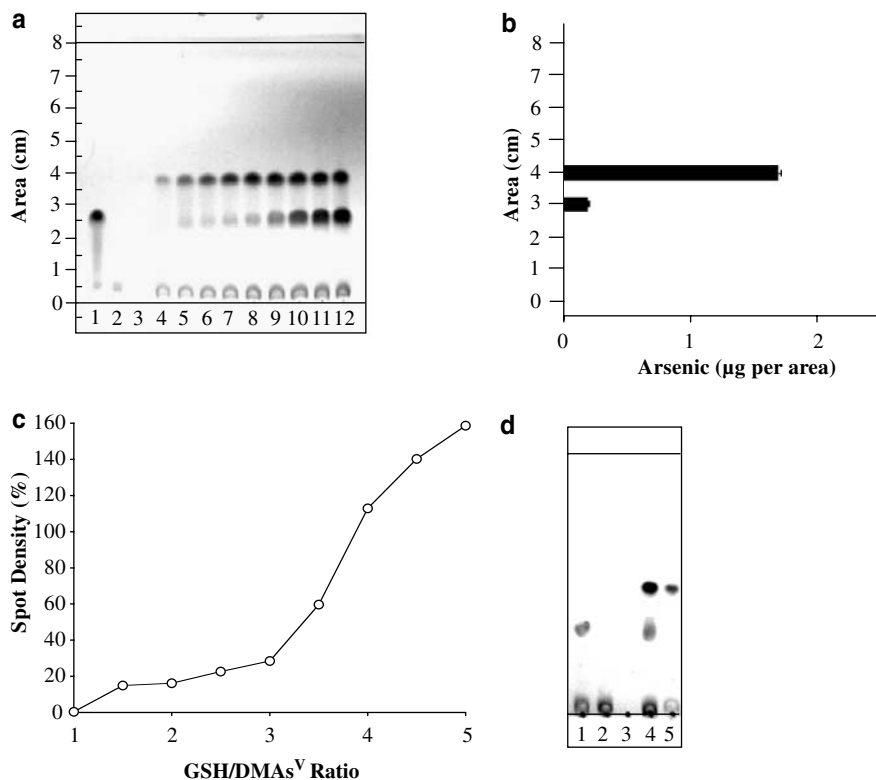 a
8
7
6
5
4
3
2
1
0
Area (cm)
1 2 3 4 5 6 7 8 9 10 11 12
b
8
7
6
5
4
3
2
1
0
Area (cm)
0 1 2
Arsenic (µg per area)
c
160
140
120
100
80
60
40
20
0
Spot Density (%)
1 2 3 4 5
GSH/DMAsV Ratio
d
1 2 3 4 5